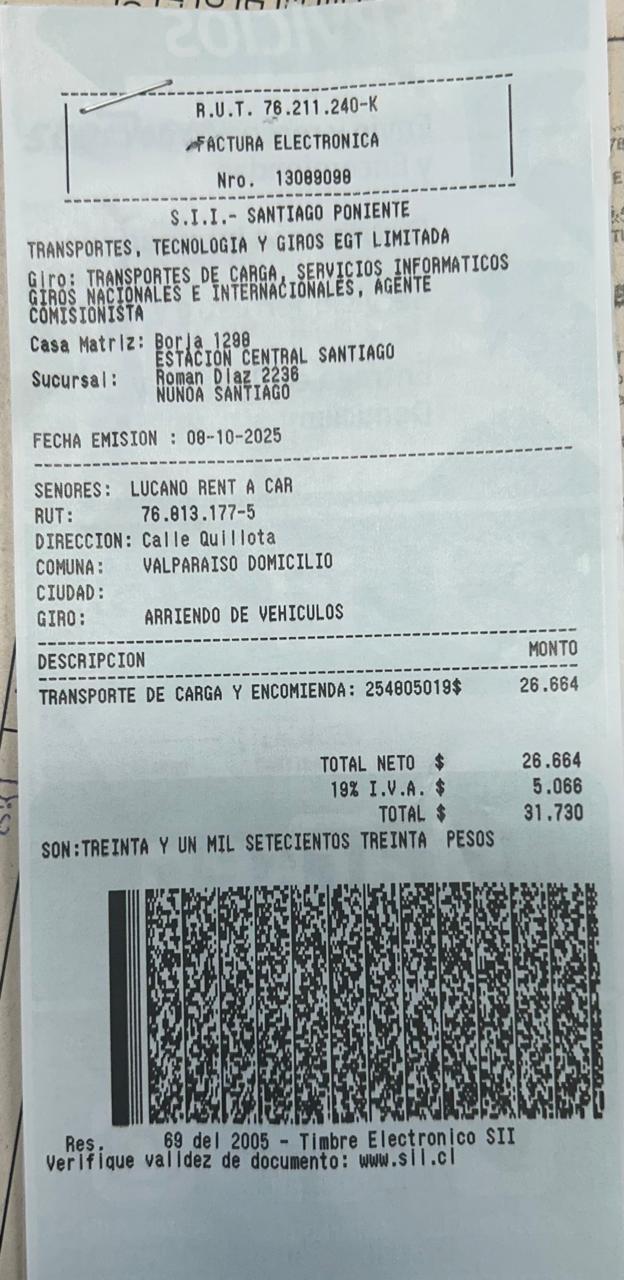 R.U.T. 76.211.240-K
FACTURA ELECTRONICA
Nro. 13089098
S.I.I.- SANTIAGO PONIENTE
TRANSPORTES, TECNOLOGIA Y GIROS EGT LIMITADA
Giro: TRANSPORTES DE CARGA, SERVICIOS INFORMATICOS
GIROS NACIONALES E INTERNACIONALES, AGENTE
COMISIONISTA
Casa Matriz: Borja 1298
ESTACION CENTRAL SANTIAGO
Sucursal: Roman Diaz 2236
NUNOA SANTIAGO
FECHA EMISION : 08-10-2025
SENORES: LUCANO RENT A CAR
RUT: 76.813.177-5
DIRECCION: Calle Quillota
COMUNA: VALPARAISO DOMICILIO
CIUDAD:
GIRO: ARRIENDO DE VEHICULOS
DESCRIPCION MONTO
TRANSPORTE DE CARGA Y ENCOMIENDA: 254805019$ 26.664
TOTAL NETO $ 26.664
19% I.V.A. $ 5.066
TOTAL $ 31.730
SON:TREINTA Y UN MIL SETECIENTOS TREINTA PESOS
Res. 69 del 2005 - Timbre Electronico SII
Verifique validez de documento: www.sii.cl